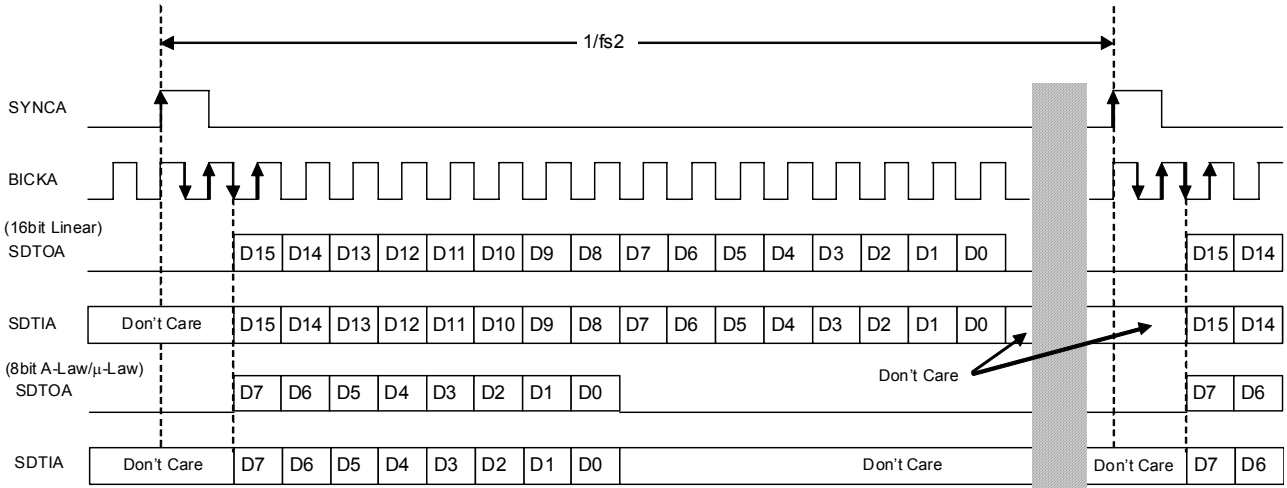 1/fs2
SYNCA
BICKA
(16bit Linear)
SDTOA D15 D14 D13 D12 D11 D10 D9 D8 D7 D6 D5 D4 D3 D2 D1 D0 D15 D14
SDTIA Don't Care D15 D14 D13 D12 D11 D10 D9 D8 D7 D6 D5 D4 D3 D2 D1 D0 D15 D14
Don't Care
(8bit A-Law/μ-Law)
SDTOA D7 D6 D5 D4 D3 D2 D1 D0 D7 D6
SDTIA Don't Care D7 D6 D5 D4 D3 D2 D1 D0 Don't Care Don't Care D7 D6